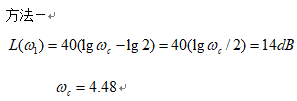 方法一
L(ω₁) = 40(lg ω_c − lg 2) = 40(lg ω_c / 2) = 14dB
ω_c = 4.48